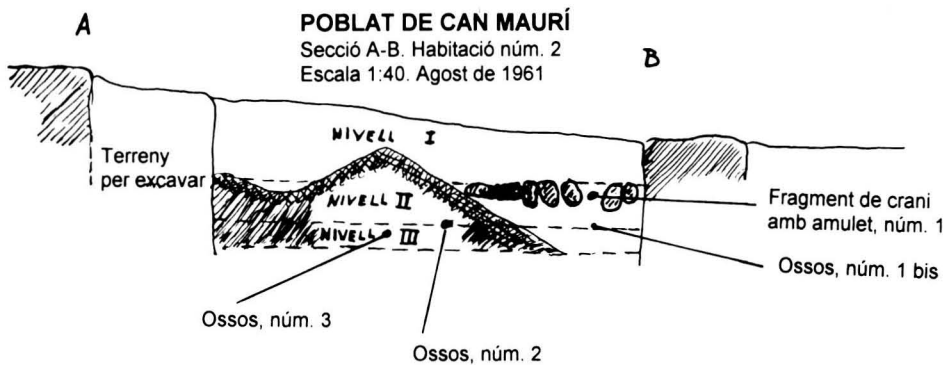 A
POBLAT DE CAN MAURÍ
Secció A-B. Habitació núm. 2
Escala 1:40. Agost de 1961
B
NIVELL I
Terreny
per excavar
NIVELL II
NIVELL III
Fragment de crani
amb amulet, núm. 1
Ossos, núm. 1 bis
Ossos, núm. 3
Ossos, núm. 2